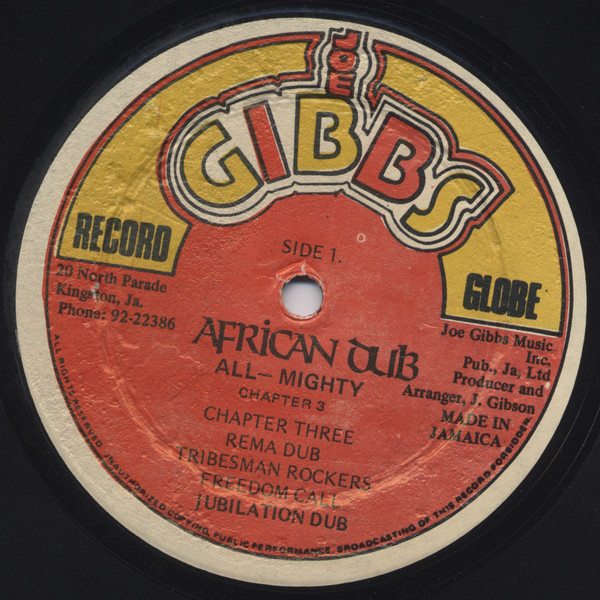 JOE
GIBBS
RECORD
GLOBE
SIDE 1.
20 North Parade
Kingston, Ja.
Phone: 92-22386
Joe Gibbs Music
Inc.
Pub., Ja, Ltd
Producer and
Arranger, J. Gibson
MADE IN
JAMAICA
AFRICAN DUB
ALL-MIGHTY
CHAPTER 3
CHAPTER THREE
REMA DUB
TRIBESMAN ROCKERS
FREEDOM CALL
JUBILATION DUB
ALL RIGHTS RESERVED. UNAUTHORIZED COPYING, PUBLIC PERFORMANCE, BROADCASTING OF THIS RECORD FORBIDDEN.